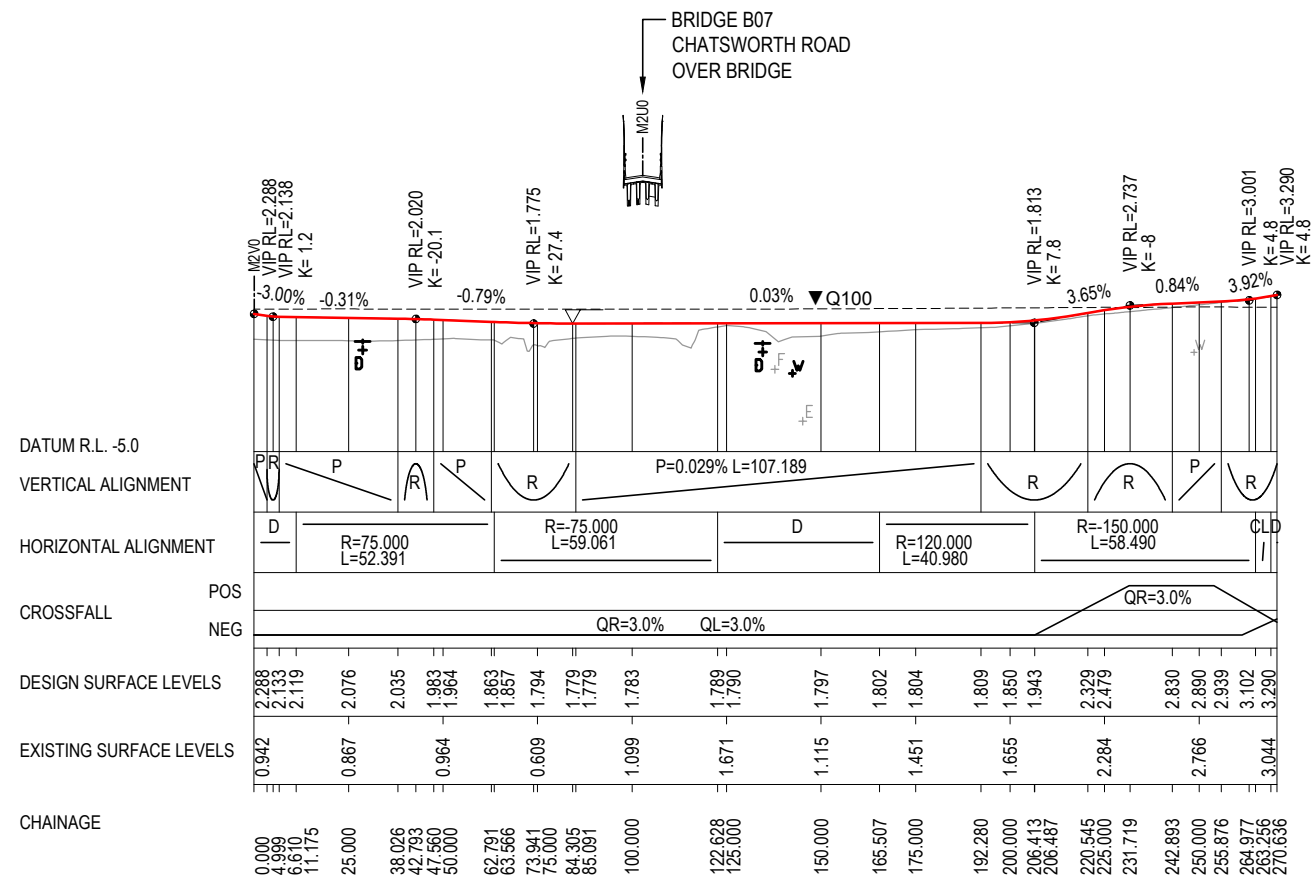 BRIDGE B07
CHATSWORTH ROAD
OVER BRIDGE
M2U0
M2V0
VIP RL=2.288
VIP RL=2.138
K= 1.2
VIP RL=2.020
K= -20.1
VIP RL=1.775
K= 27.4
VIP RL=1.813
K= 7.8
VIP RL=2.737
K= -8
VIP RL=3.001
K= 4.8
VIP RL=3.290
K= 4.8
-3.00% -0.31% -0.79% 0.03% Q100 3.65% 0.84% 3.92%
D D F W E W
DATUM R.L. -5.0
VERTICAL ALIGNMENT P R P R P R P=0.029% L=107.189 R R P R
HORIZONTAL ALIGNMENT D R=75.000 L=52.391 R=-75.000 L=59.061 D R=120.000 L=40.980 R=-150.000 L=58.490 CLD
CROSSFALL POS NEG QR=3.0% QL=3.0% QR=3.0%
DESIGN SURFACE LEVELS 2.288 2.133 2.119 2.076 2.035 1.983 1.964 1.863 1.857 1.794 1.779 1.779 1.783 1.789 1.790 1.797 1.802 1.804 1.809 1.850 1.943 2.329 2.479 2.830 2.890 2.939 3.102 3.290
EXISTING SURFACE LEVELS 0.942 0.867 0.964 0.609 1.099 1.671 1.115 1.451 1.655 2.284 2.766 3.044
CHAINAGE 0.000 4.999 6.610 11.175 25.000 38.026 42.793 47.560 50.000 62.791 63.566 73.941 75.000 84.305 85.091 100.000 122.628 125.000 150.000 165.507 175.000 192.280 200.000 206.413 206.487 220.545 225.000 231.719 242.893 250.000 255.876 264.977 263.256 270.636